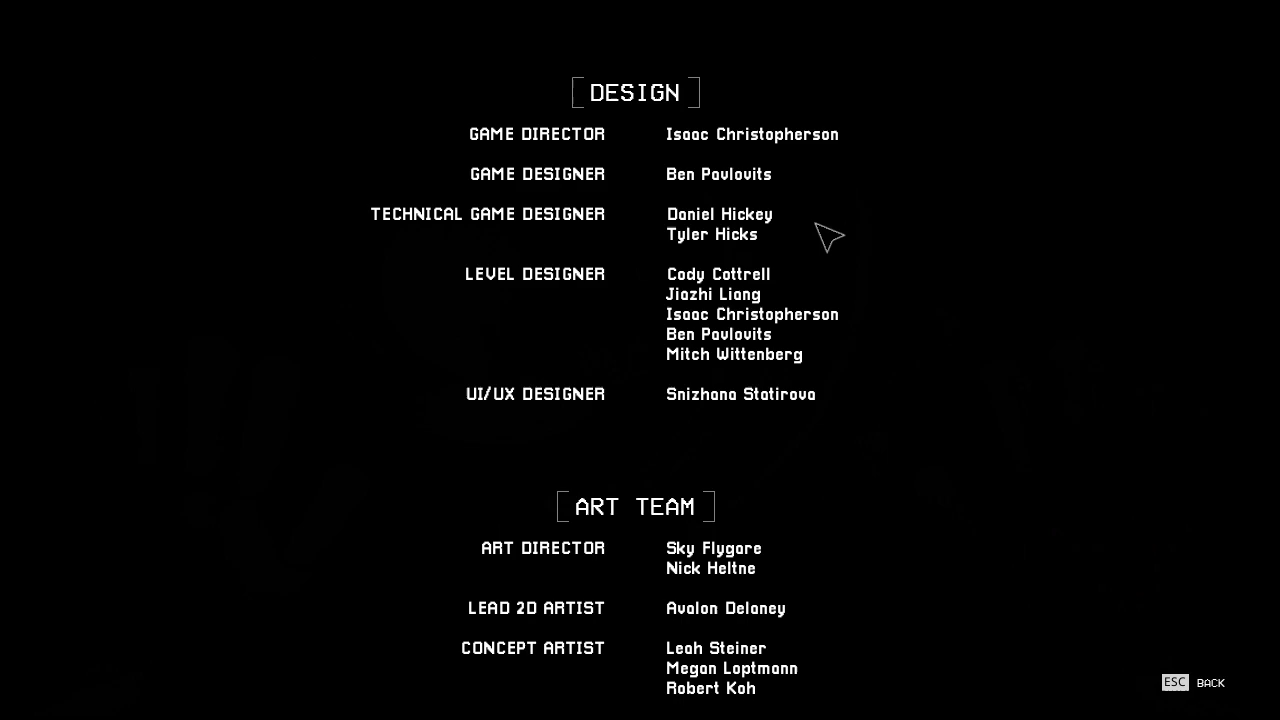 DESIGN
GAME DIRECTOR Isaac Christopherson
GAME DESIGNER Ben Pavlovits
TECHNICAL GAME DESIGNER Daniel Hickey
Tyler Hicks
LEVEL DESIGNER Cody Cottrell
Jiazhi Liang
Isaac Christopherson
Ben Pavlovits
Mitch Wittenberg
UI/UX DESIGNER Snizhana Statirova
ART TEAM
ART DIRECTOR Sky Flygare
Nick Heltne
LEAD 2D ARTIST Avalon Delaney
CONCEPT ARTIST Leah Steiner
Megan Loptmann
Robert Koh
ESC BACK